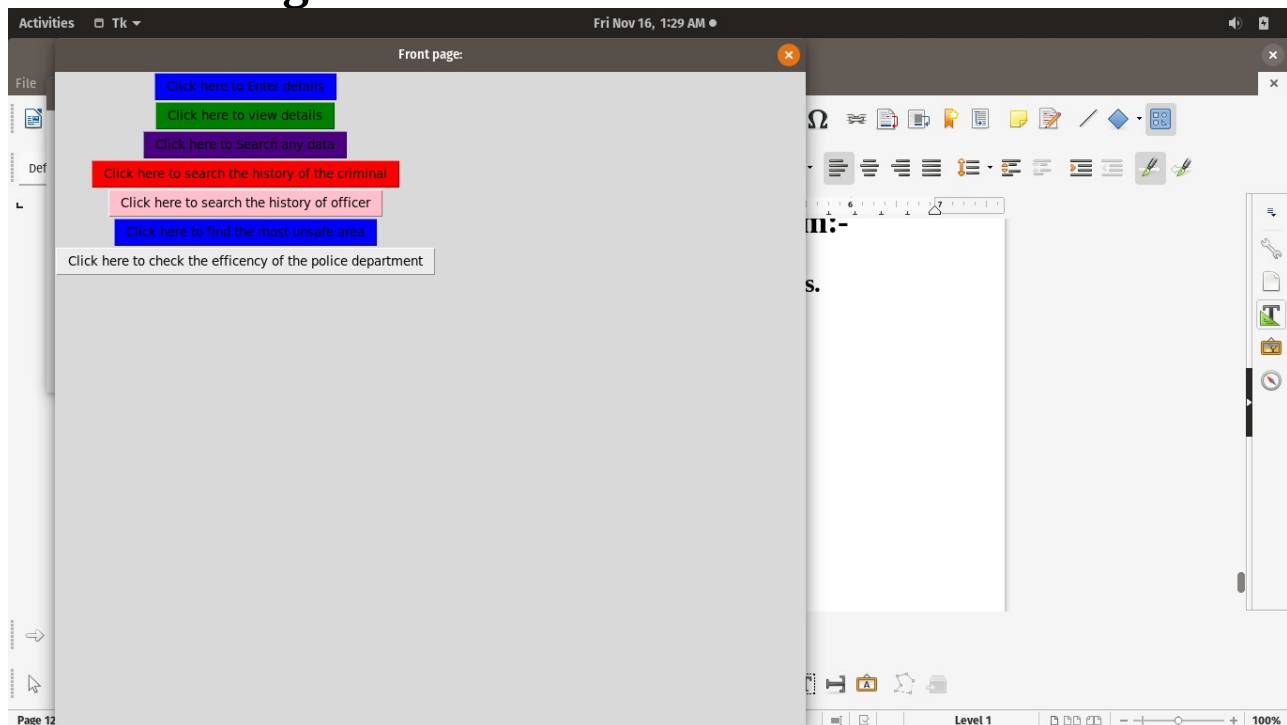 Activities Tk Fri Nov 16, 1:29 AM
Front page:
File
Click here to Enter details
Click here to view details
Click here to Search any data
Def
Click here to search the history of the criminal
Click here to search the history of officer
6 7
Click here to find the most unsafe area
Click here to check the efficency of the police department
s.
Page 12
Level 1
100%